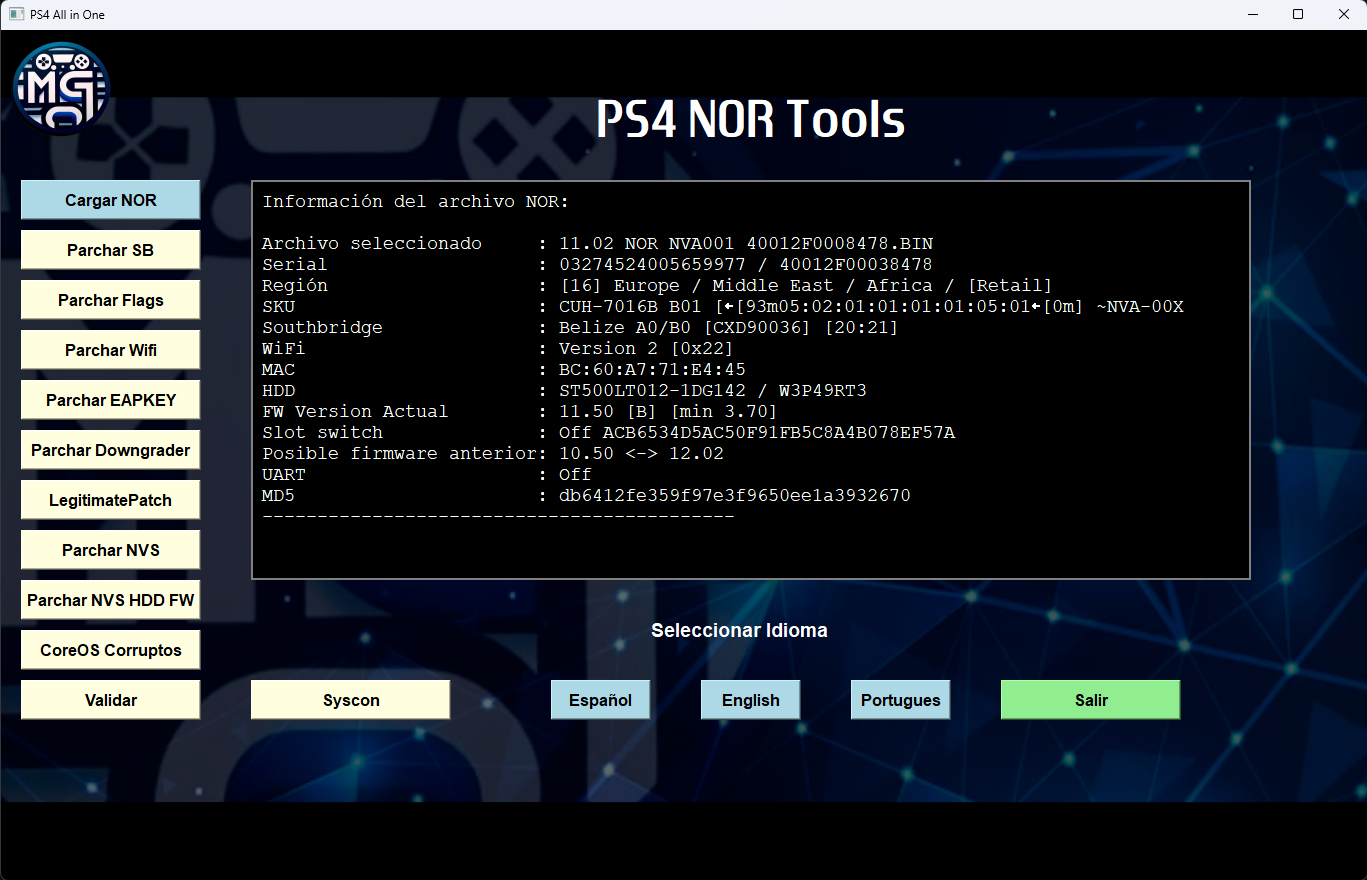 PS4 All in One
MG
PS4 NOR Tools
Cargar NOR
Parchar SB
Parchar Flags
Parchar Wifi
Parchar EAPKEY
Parchar Downgrader
LegitimatePatch
Parchar NVS
Parchar NVS HDD FW
CoreOS Corruptos
Validar
Información del archivo NOR:
Archivo seleccionado : 11.02 NOR NVA001 40012F0008478.BIN
Serial : 03274524005659977 / 40012F00038478
Región : [16] Europe / Middle East / Africa / [Retail]
SKU : CUH-7016B B01 [←[93m05:02:01:01:01:01:05:01←[0m] ~NVA-00X
Southbridge : Belize A0/B0 [CXD90036] [20:21]
WiFi : Version 2 [0x22]
MAC : BC:60:A7:71:E4:45
HDD : ST500LT012-1DG142 / W3P49RT3
FW Version Actual : 11.50 [B] [min 3.70]
Slot switch : Off ACB6534D5AC50F91FB5C8A4B078EF57A
Posible firmware anterior: 10.50 <-> 12.02
UART : Off
MD5 : db6412fe359f97e3f9650ee1a3932670
-------------------------------------------
Seleccionar Idioma
Syscon
Español
English
Portugues
Salir